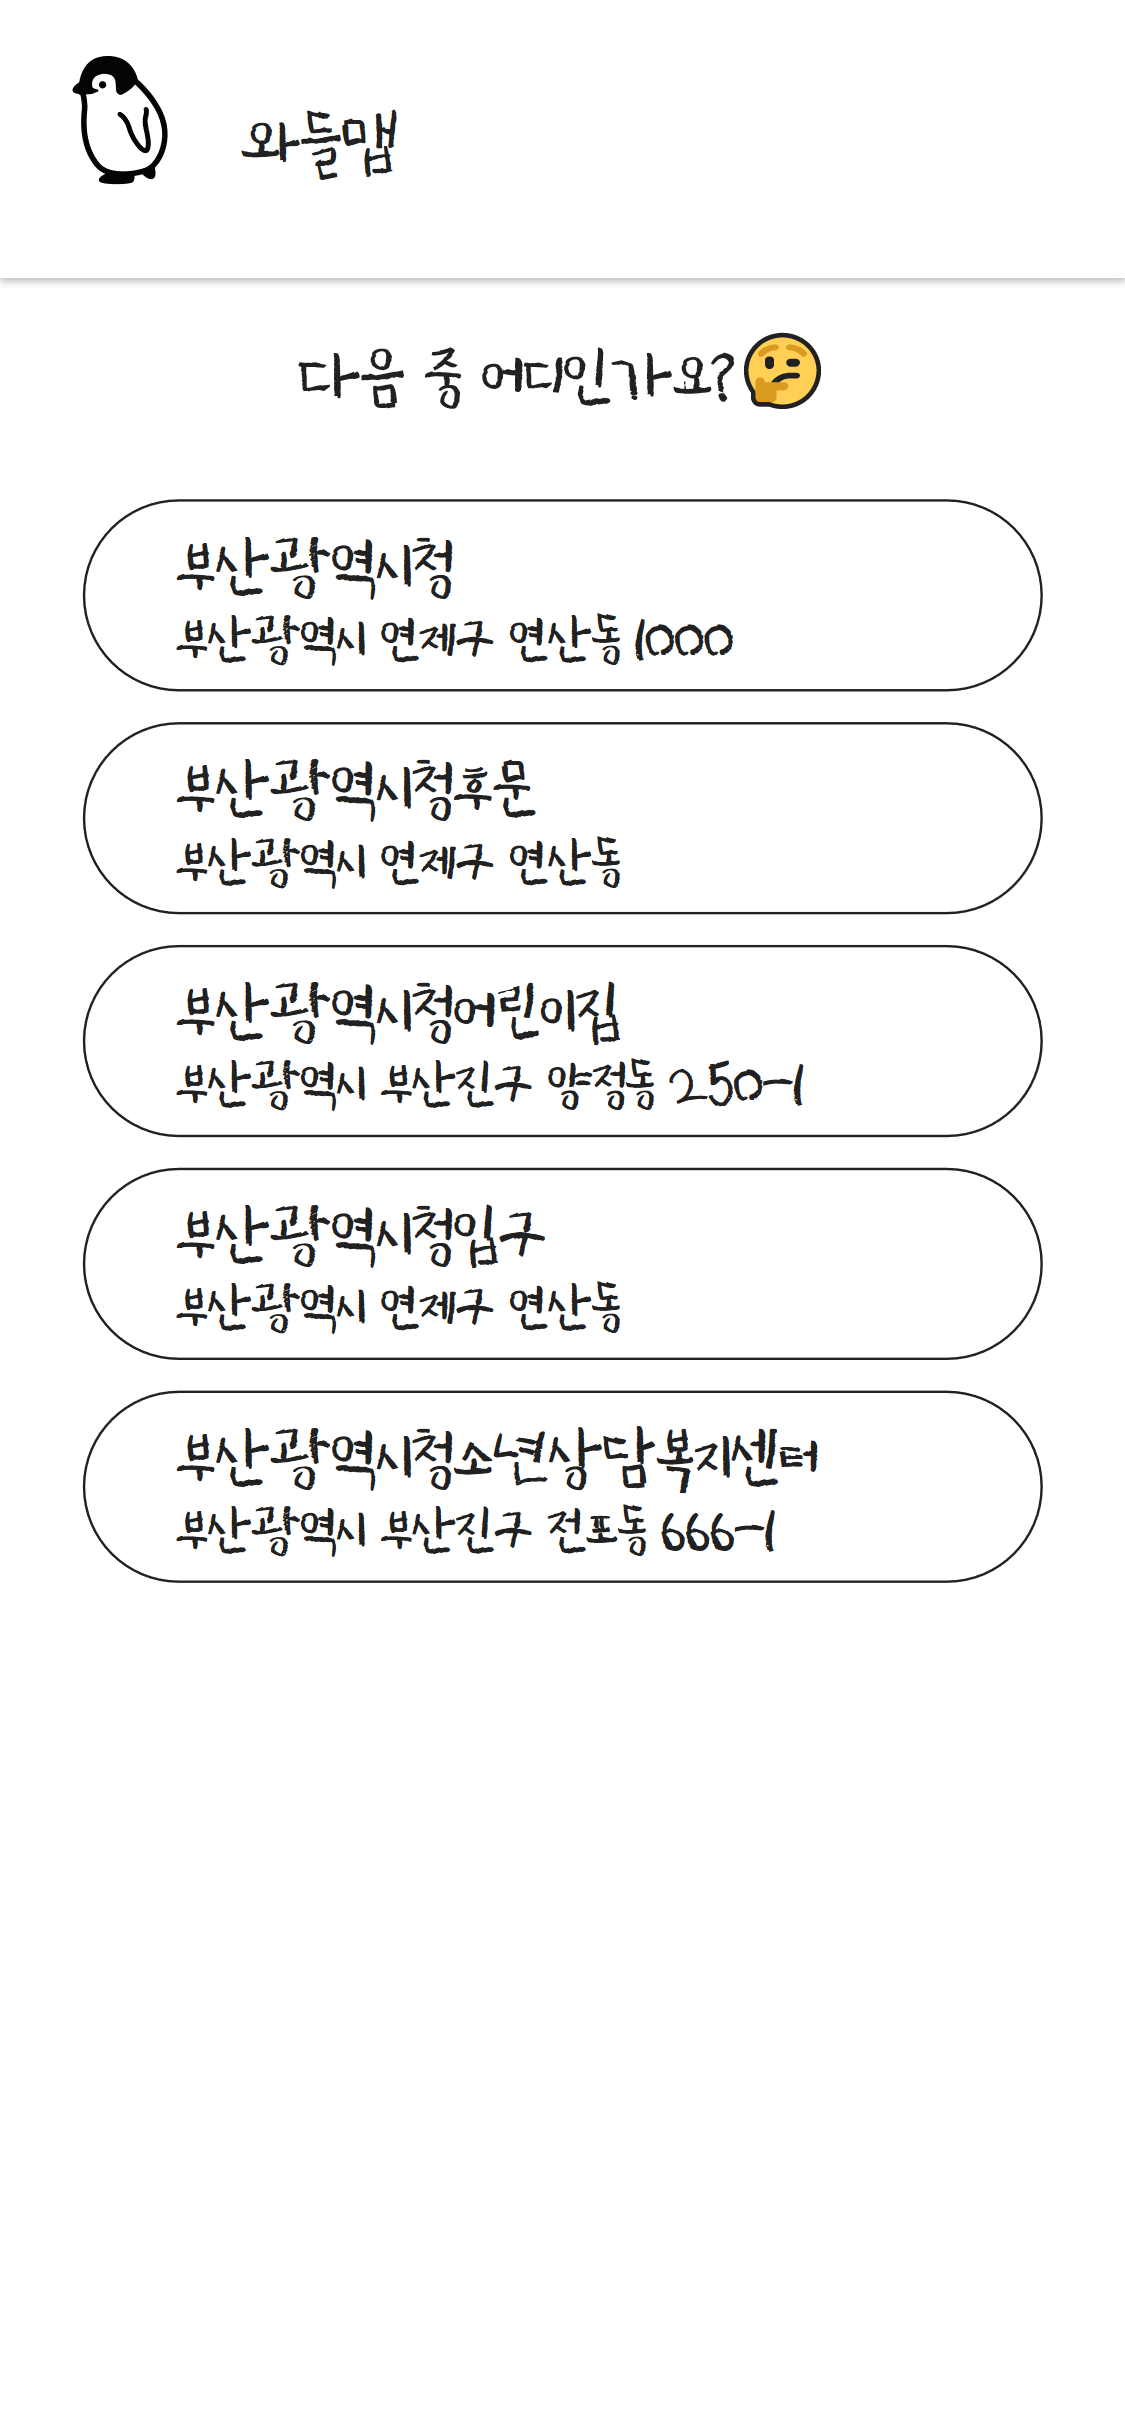 와들맵
다음 중 어디인가요?🤔
부산광역시청
부산광역시 연제구 연산동 1000
부산광역시청후문
부산광역시 연제구 연산동
부산광역시청어린이집
부산광역시 부산진구 양정동 250-1
부산광역시청입구
부산광역시 연제구 연산동
부산광역시청소년상담복지센터
부산광역시 부산진구 전포동 666-1